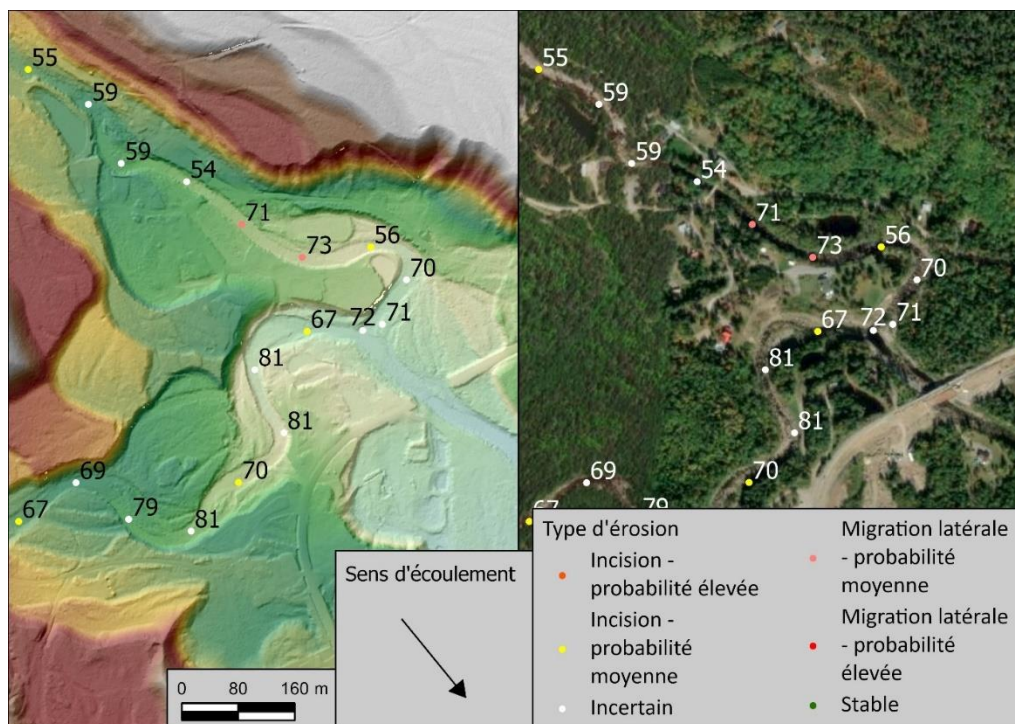 55
59
59
54
71
73
56
70
71
72
67
81
81
70
69
79
81
67
55
59
59
54
71
73
56
70
71
72
67
81
81
70
69
79
67
Sens d'écoulement
0 80 160 m
Type d'érosion
Incision -
probabilité élevée
Incision -
probabilité
moyenne
Incertain
Migration latérale
- probabilité
moyenne
Migration latérale
- probabilité
élevée
Stable